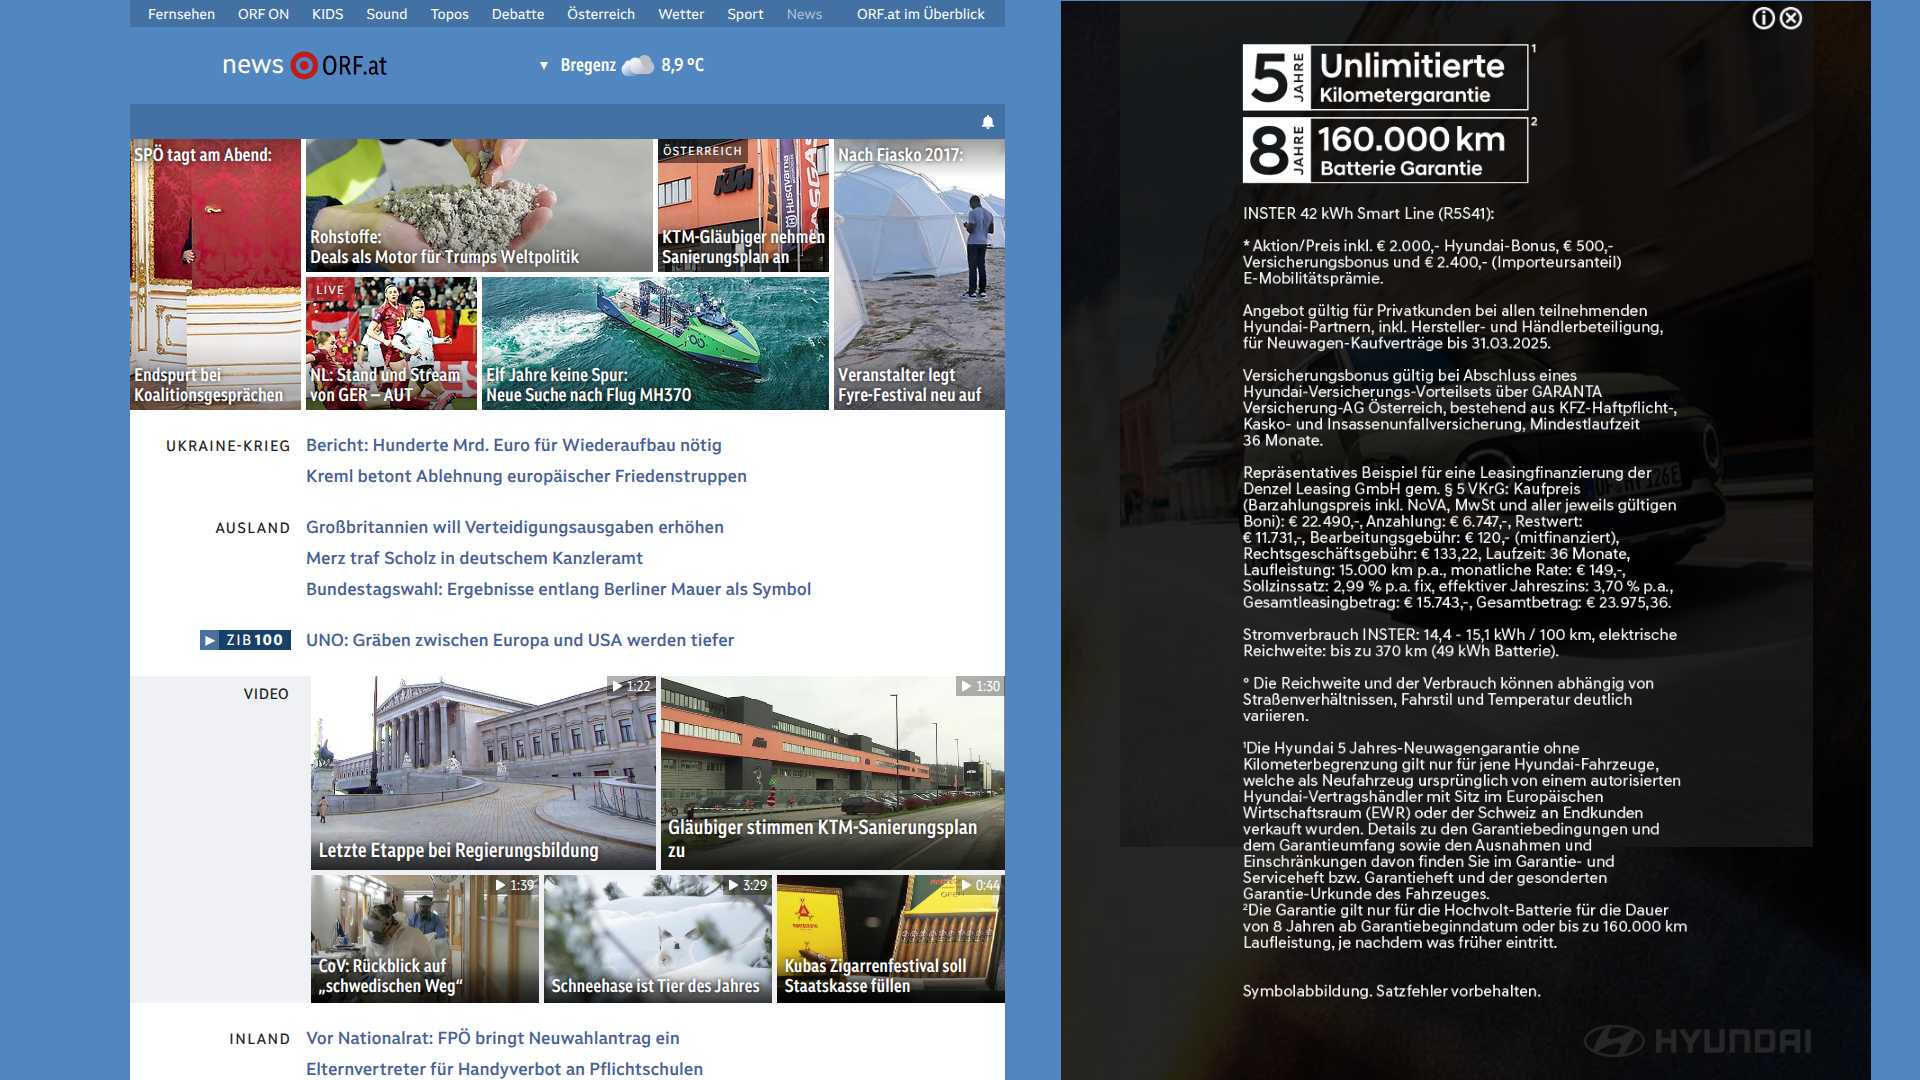 Fernsehen ORF ON KIDS Sound Topos Debatte Österreich Wetter Sport News ORF.at im Überblick
news ORF.at
▼ Bregenz 8,9 °C
SPÖ tagt am Abend:
Endspurt bei
Koalitionsgesprächen
Rohstoffe:
Deals als Motor für Trumps Weltpolitik
ÖSTERREICH
KTM
Husqvarna
GASGAS
KTM-Gläubiger nehmen
Sanierungsplan an
Nach Fiasko 2017:
Veranstalter legt
Fyre-Festival neu auf
LIVE
NL: Stand und Stream
von GER – AUT
Elf Jahre keine Spur:
Neue Suche nach Flug MH370
UKRAINE-KRIEG
Bericht: Hunderte Mrd. Euro für Wiederaufbau nötig
Kreml betont Ablehnung europäischer Friedenstruppen
AUSLAND
Großbritannien will Verteidigungsausgaben erhöhen
Merz traf Scholz in deutschem Kanzleramt
Bundestagswahl: Ergebnisse entlang Berliner Mauer als Symbol
ZIB100
UNO: Gräben zwischen Europa und USA werden tiefer
VIDEO
1:22
Letzte Etappe bei Regierungsbildung
1:30
Gläubiger stimmen KTM-Sanierungsplan
zu
1:39
CoV: Rückblick auf
„schwedischen Weg“
3:29
Schneehase ist Tier des Jahres
0:44
Kubas Zigarrenfestival soll
Staatskasse füllen
INLAND
Vor Nationalrat: FPÖ bringt Neuwahlantrag ein
Elternvertreter für Handyverbot an Pflichtschulen
5 JAHRE Unlimitierte Kilometergarantie 1
8 JAHRE 160.000 km Batterie Garantie 2
INSTER 42 kWh Smart Line (R5S41):
* Aktion/Preis inkl. € 2.000,- Hyundai-Bonus, € 500,-
Versicherungsbonus und € 2.400,- (Importeursanteil)
E-Mobilitätsprämie.
Angebot gültig für Privatkunden bei allen teilnehmenden
Hyundai-Partnern, inkl. Hersteller- und Händlerbeteiligung,
für Neuwagen-Kaufverträge bis 31.03.2025.
Versicherungsbonus gültig bei Abschluss eines
Hyundai-Versicherungs-Vorteilsets über GARANTA
Versicherung-AG Österreich, bestehend aus KFZ-Haftpflicht-,
Kasko- und Insassenunfallversicherung, Mindestlaufzeit
36 Monate.
Repräsentatives Beispiel für eine Leasingfinanzierung der
Denzel Leasing GmbH gem. § 5 VKrG: Kaufpreis
(Barzahlungspreis inkl. NoVA, MwSt und aller jeweils gültigen
Boni): € 22.490,-, Anzahlung: € 6.747,-, Restwert:
€ 11.731,-, Bearbeitungsgebühr: € 120,- (mitfinanziert),
Rechtsgeschäftsgebühr: € 133,22, Laufzeit: 36 Monate,
Laufleistung: 15.000 km p.a., monatliche Rate: € 149,-,
Sollzinssatz: 2,99 % p.a. fix, effektiver Jahreszins: 3,70 % p.a.,
Gesamtleasingbetrag: € 15.743,-, Gesamtbetrag: € 23.975,36.
Stromverbrauch INSTER: 14,4 - 15,1 kWh / 100 km, elektrische
Reichweite: bis zu 370 km (49 kWh Batterie).
° Die Reichweite und der Verbrauch können abhängig von
Straßenverhältnissen, Fahrstil und Temperatur deutlich
variieren.
¹Die Hyundai 5 Jahres-Neuwagengarantie ohne
Kilometerbegrenzung gilt nur für jene Hyundai-Fahrzeuge,
welche als Neufahrzeug ursprünglich von einem autorisierten
Hyundai-Vertragshändler mit Sitz im Europäischen
Wirtschaftsraum (EWR) oder der Schweiz an Endkunden
verkauft wurden. Details zu den Garantiebedingungen und
dem Garantieumfang sowie den Ausnahmen und
Einschränkungen davon finden Sie im Garantie- und
Serviceheft bzw. Garantieheft und der gesonderten
Garantie-Urkunde des Fahrzeuges.
²Die Garantie gilt nur für die Hochvolt-Batterie für die Dauer
von 8 Jahren ab Garantiebeginndatum oder bis zu 160.000 km
Laufleistung, je nachdem was früher eintritt.
Symbolabbildung. Satzfehler vorbehalten.
HYUNDAI